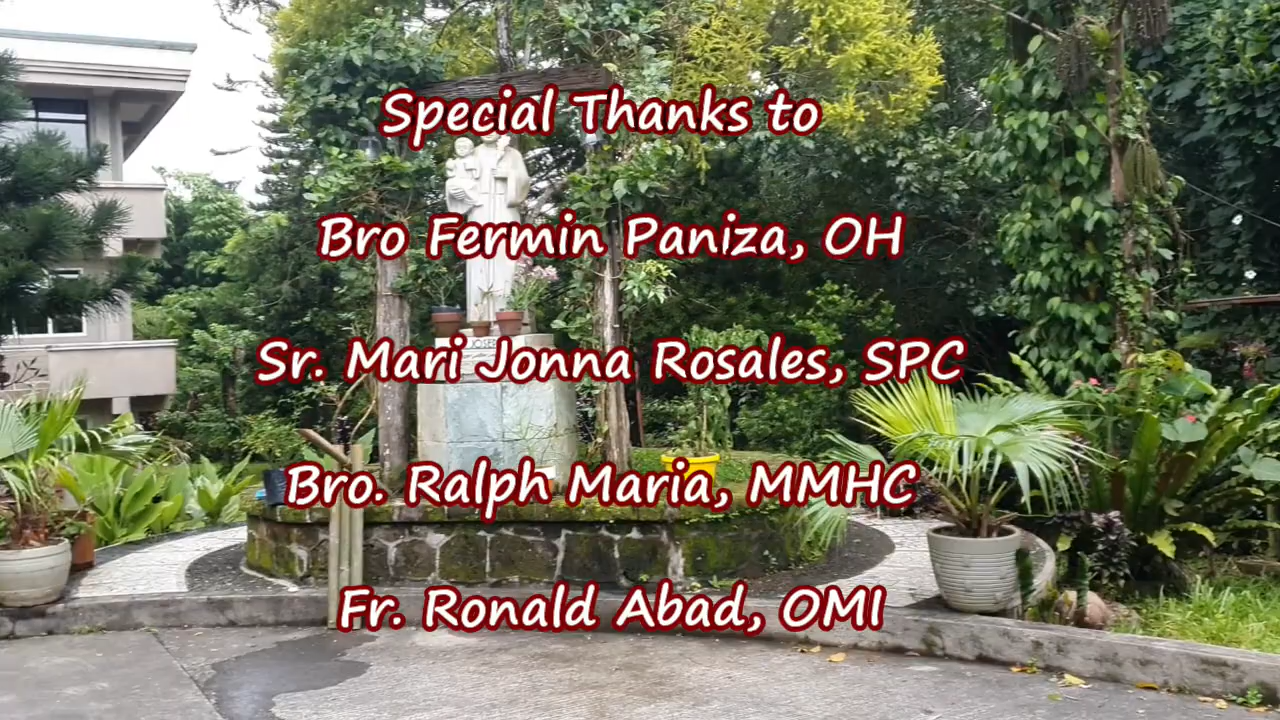 Special Thanks to
Bro Fermin Paniza, OH
Sr. Mari Jonna Rosales, SPC
Bro. Ralph Maria, MMHC
Fr. Ronald Abad, OMI